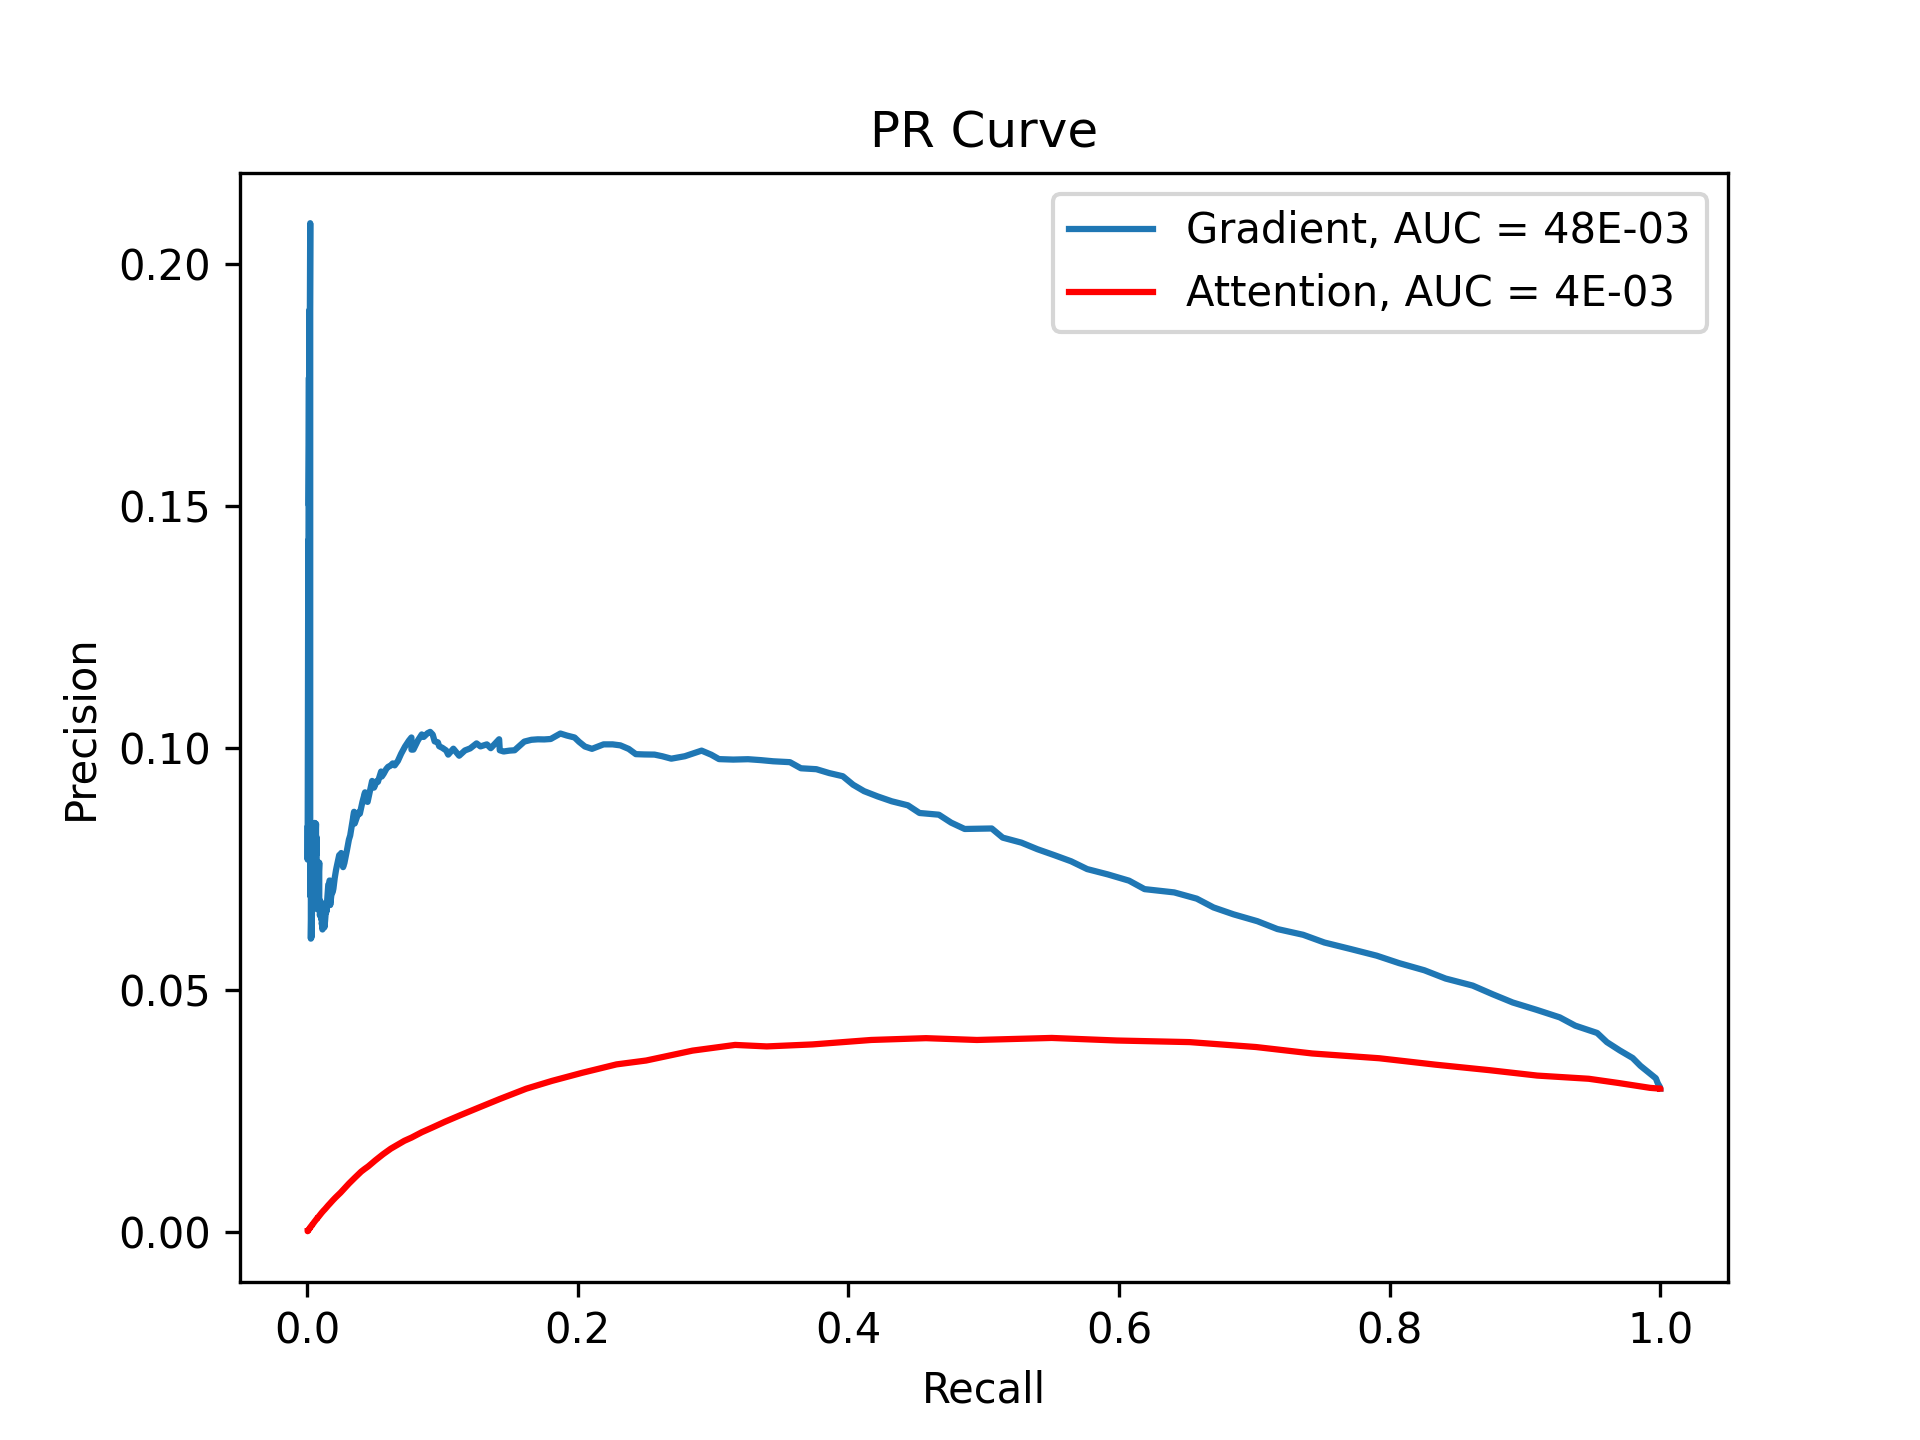 PR Curve
Gradient, AUC = 48E-03
Attention, AUC = 4E-03
0.20
0.15
0.10
0.05
0.00
Precision
0.0 0.2 0.4 0.6 0.8 1.0
Recall